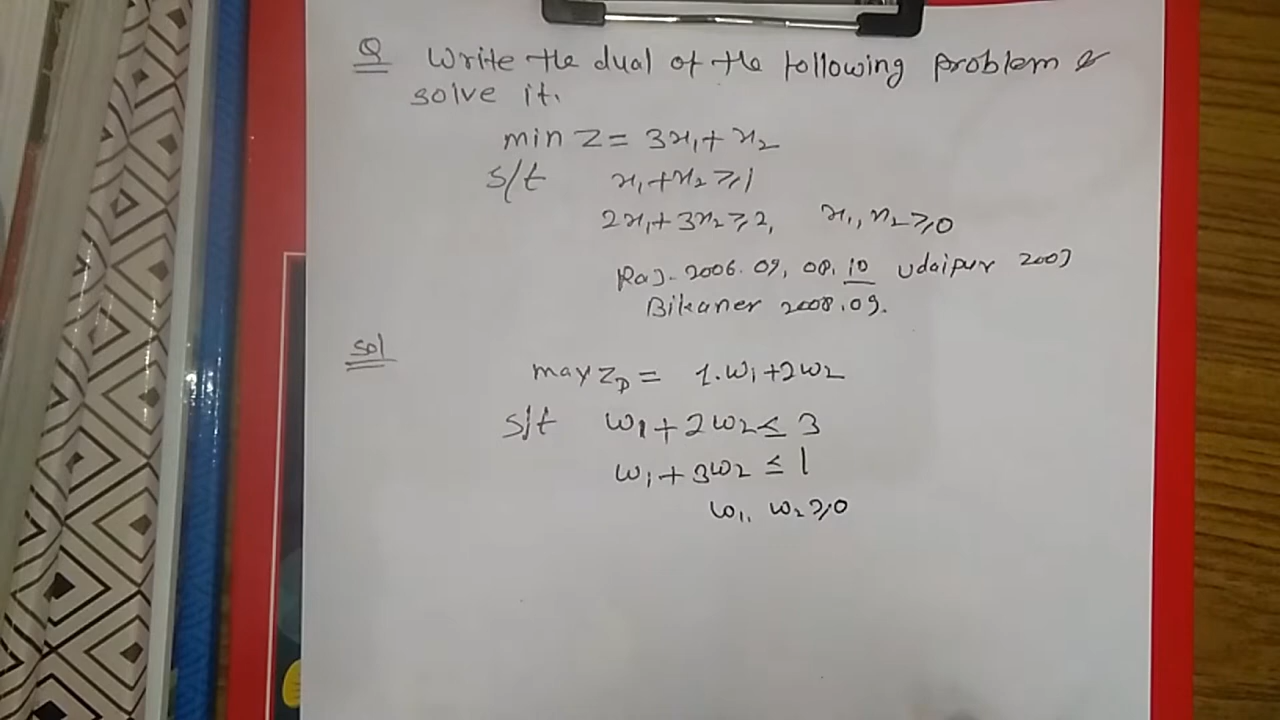 Q Write the dual of the following problem &
solve it.
min Z = 3x₁ + x₂
s/t x₁ + x₂ ≥ 1
2x₁ + 3x₂ ≥ 2, x₁, x₂ ≥ 0
Raj. 2006. 07, 08. 10 Udaipur 2007
Bikaner 2008.09.
Sol
max Z_D = 1.w₁ + 2w₂
s/t w₁ + 2w₂ ≤ 3
w₁ + 3w₂ ≤ 1
w₁, w₂ ≥ 0